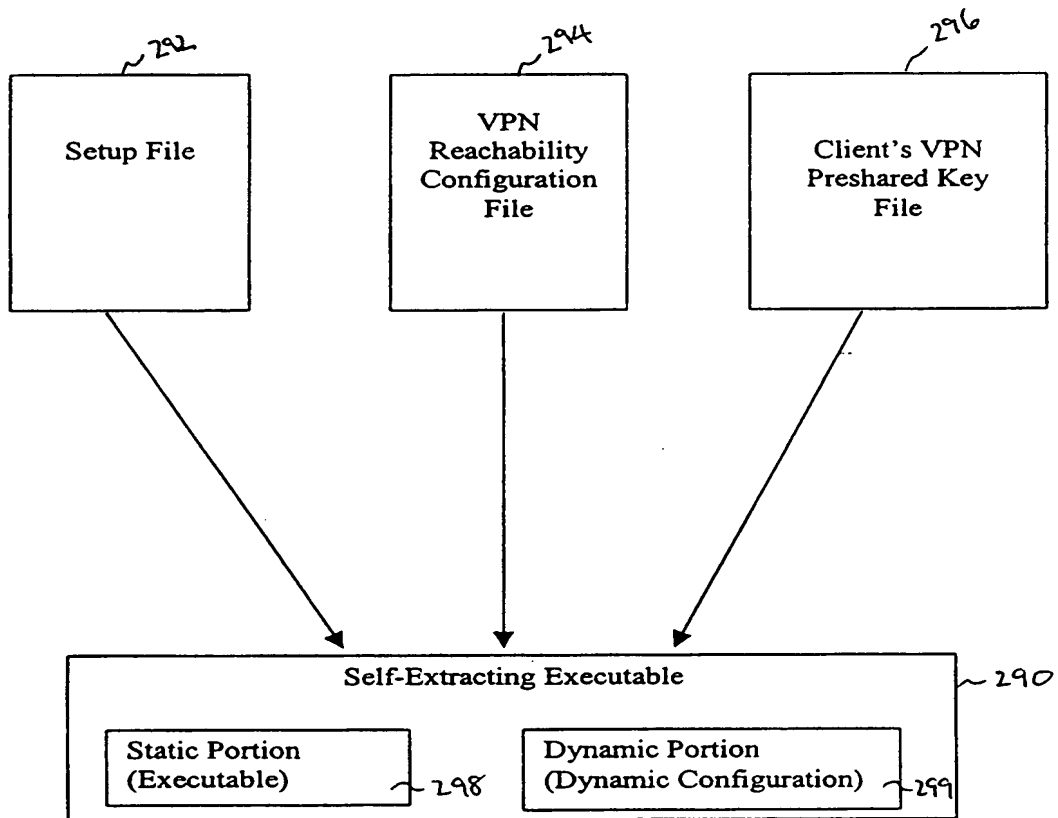 292
294
296
Setup File
VPN
Reachability
Configuration
File
Client's VPN
Preshared Key
File
Self-Extracting Executable
290
Static Portion
(Executable)
298
Dynamic Portion
(Dynamic Configuration)
299